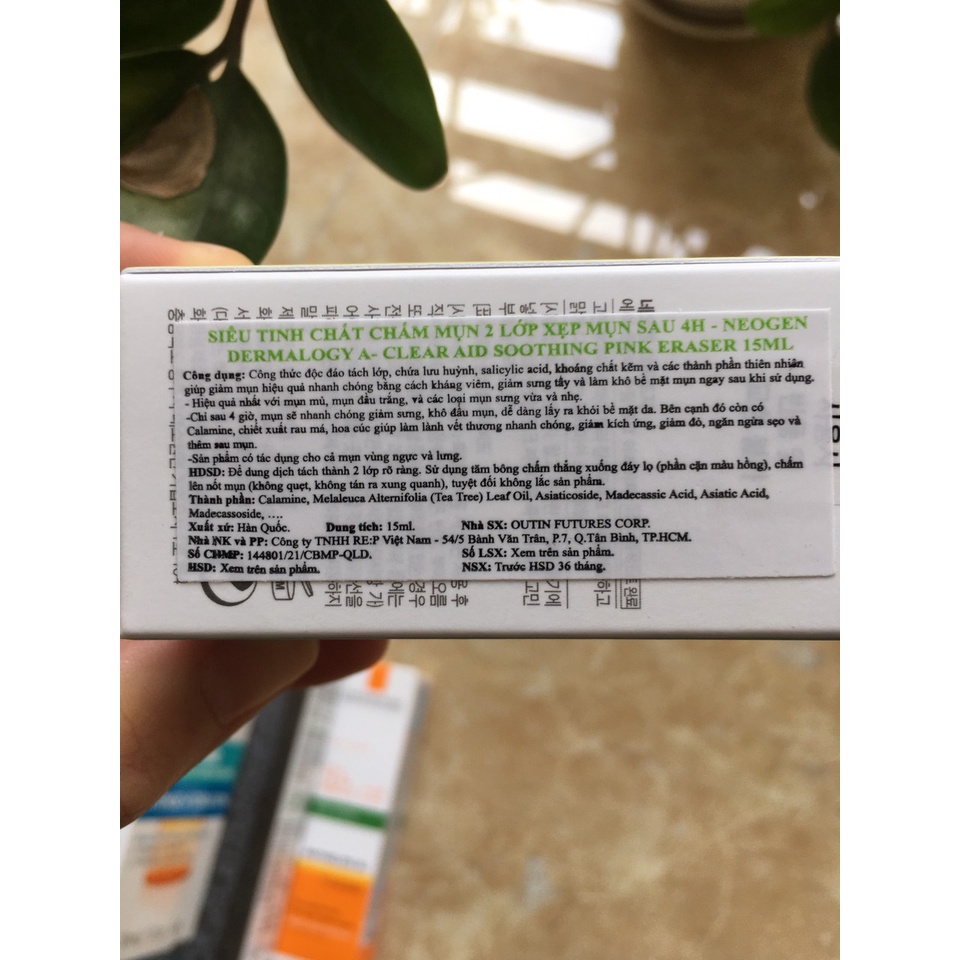 SIÊU TINH CHẤT CHẤM MỤN 2 LỚP XẸP MỤN SAU 4H - NEOGEN
DERMALOGY A- CLEAR AID SOOTHING PINK ERASER 15ML
Công dụng: Công thức độc đáo tách lớp, chứa lưu huỳnh, salicylic acid, khoáng chất kẽm và các thành phần thiên nhiên
giúp giảm mụn hiệu quả nhanh chóng bằng cách kháng viêm, giảm sưng tấy và làm khô bề mặt mụn ngay sau khi sử dụng.
- Hiệu quả nhất với mụn mủ, mụn đầu trắng, và các loại mụn sưng vừa và nhẹ.
-Chỉ sau 4 giờ, mụn sẽ nhanh chóng giảm sưng, khô đầu mụn, dễ dàng lấy ra khỏi bề mặt da. Bên cạnh đó còn có
Calamine, chiết xuất rau má, hoa cúc giúp làm lành vết thương nhanh chóng, giảm kích ứng, giảm đỏ, ngăn ngừa sẹo và
thêm sau mụn.
-Sản phẩm có tác dụng cho cả mụn vùng ngực và lưng.
HDSD: Để dung dịch tách thành 2 lớp rõ ràng. Sử dụng tăm bông chấm thẳng xuống đáy lọ (phần cặn màu hồng), chấm
lên nốt mụn (không quẹt, không tán ra xung quanh), tuyệt đối không lắc sản phẩm.
Thành phần: Calamine, Melaleuca Alternifolia (Tea Tree) Leaf Oil, Asiaticoside, Madecassic Acid, Asiatic Acid,
Madecassoside, ....
Xuất xứ: Hàn Quốc. Dung tích: 15ml. Nhà SX: OUTIN FUTURES CORP.
Nhà NK và PP: Công ty TNHH RE:P Việt Nam - 54/5 Bành Văn Trân, P.7, Q.Tân Bình, TP.HCM.
Số CBMP: 144801/21/CBMP-QLD. Số LSX: Xem trên sản phẩm.
HSD: Xem trên sản phẩm. NSX: Trước HSD 36 tháng.